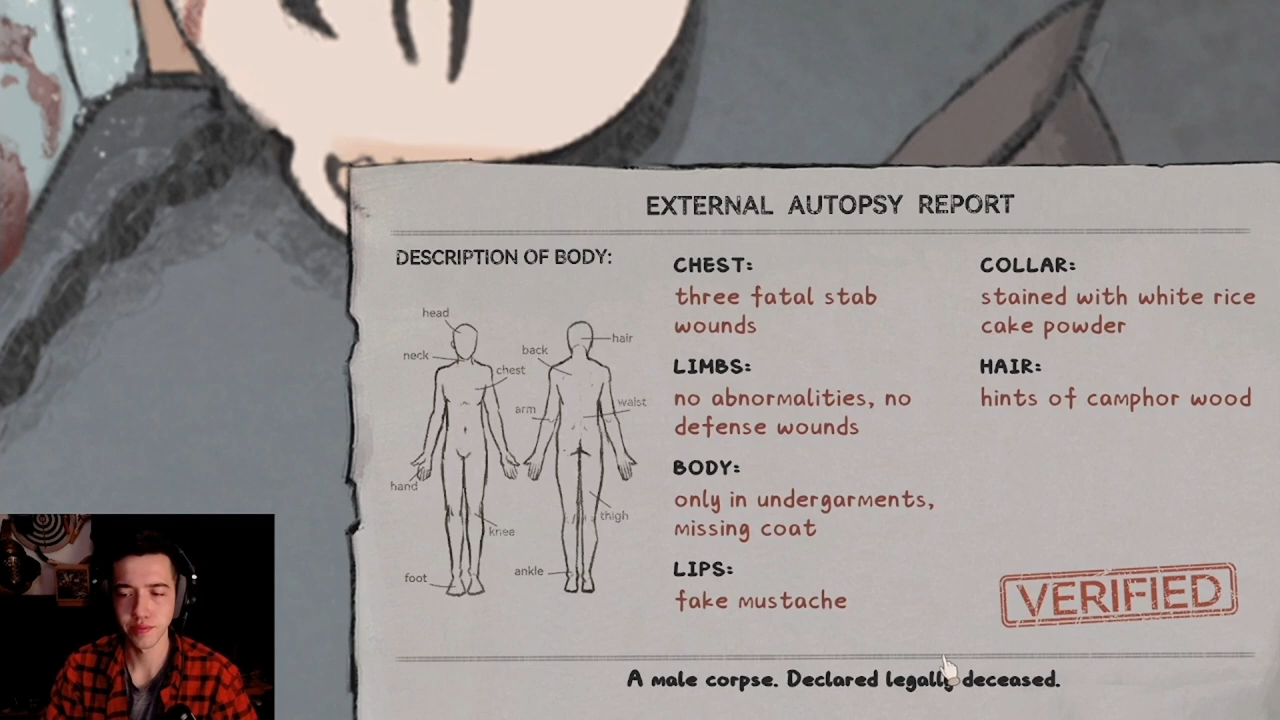 EXTERNAL AUTOPSY REPORT
DESCRIPTION OF BODY:
head
neck
chest
hand
knee
foot
hair
back
arm
waist
thigh
ankle
CHEST:
three fatal stab
wounds
LIMBS:
no abnormalities, no
defense wounds
BODY:
only in undergarments,
missing coat
LIPS:
fake mustache
COLLAR:
stained with white rice
cake powder
HAIR:
hints of camphor wood
VERIFIED
A male corpse. Declared legally deceased.